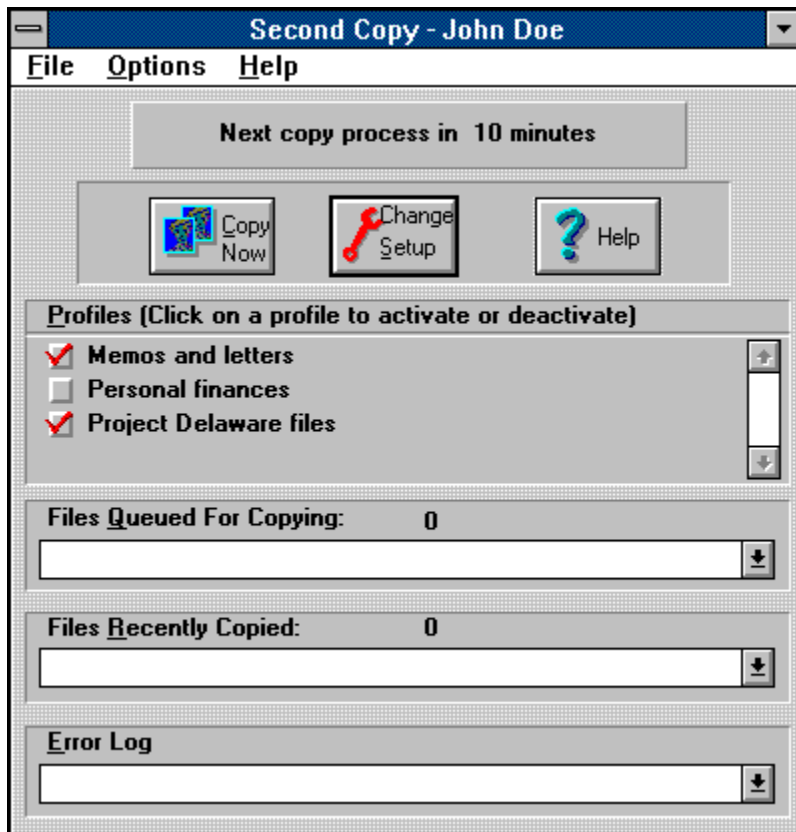 Second Copy - John Doe
File Options Help
Next copy process in 10 minutes
Copy
Now
Change
Setup
Help
Profiles (Click on a profile to activate or deactivate)
Memos and letters
Personal finances
Project Delaware files
Files Queued For Copying: 0
Files Recently Copied: 0
Error Log